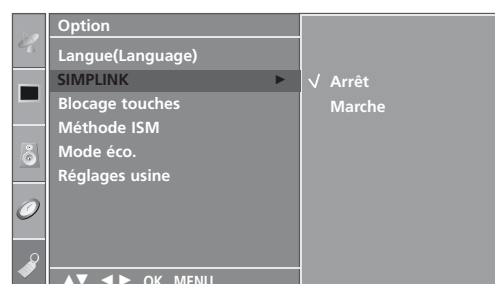 Option
Langue(Language)
SIMPLINK ► √ Arrêt
Blocage touches Marche
Méthode ISM
Mode éco.
Réglages usine
▲▼ ◄► OK MENU